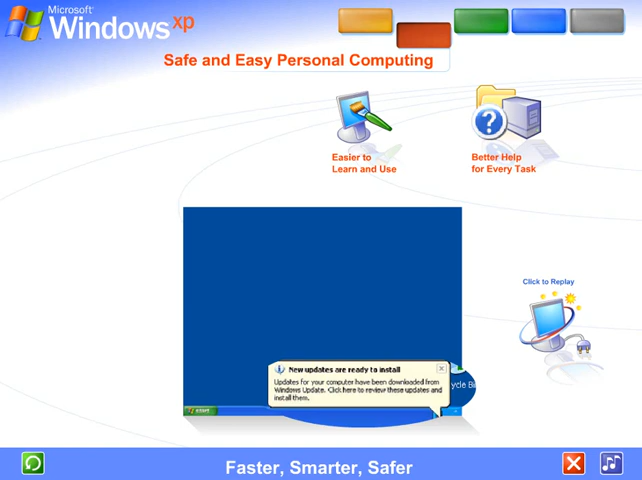 Microsoft®
Windows xp
Safe and Easy Personal Computing
Easier to
Learn and Use
Better Help
for Every Task
Click to Replay
New updates are ready to install
Updates for your computer have been downloaded from
Windows Update. Click here to review these updates and
install them.
ycle Bi
start
Faster, Smarter, Safer